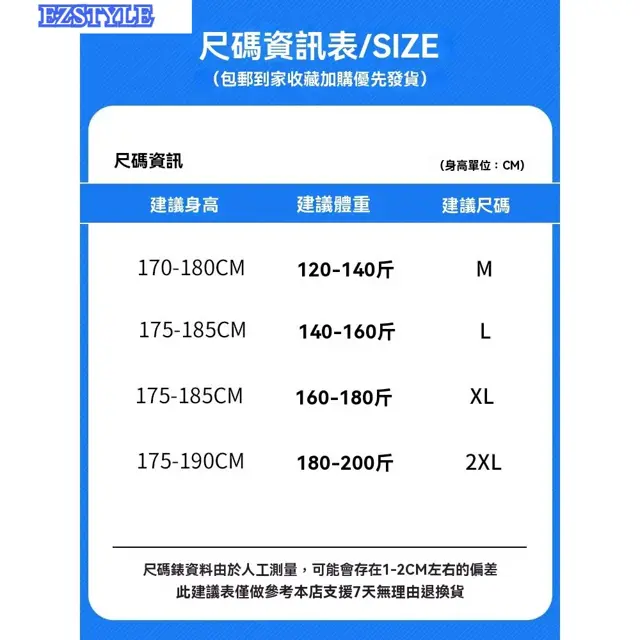 EZSTYLE
尺碼資訊表/SIZE
（包郵到家收藏加購優先發貨）
尺碼資訊 （身高單位：CM）
建議身高 建議體重 建議尺碼
170-180CM 120-140斤 M
175-185CM 140-160斤 L
175-185CM 160-180斤 XL
175-190CM 180-200斤 2XL
尺碼錶資料由於人工測量，可能會存在1-2CM左右的偏差
此建議表僅做參考本店支援7天無理由退換貨